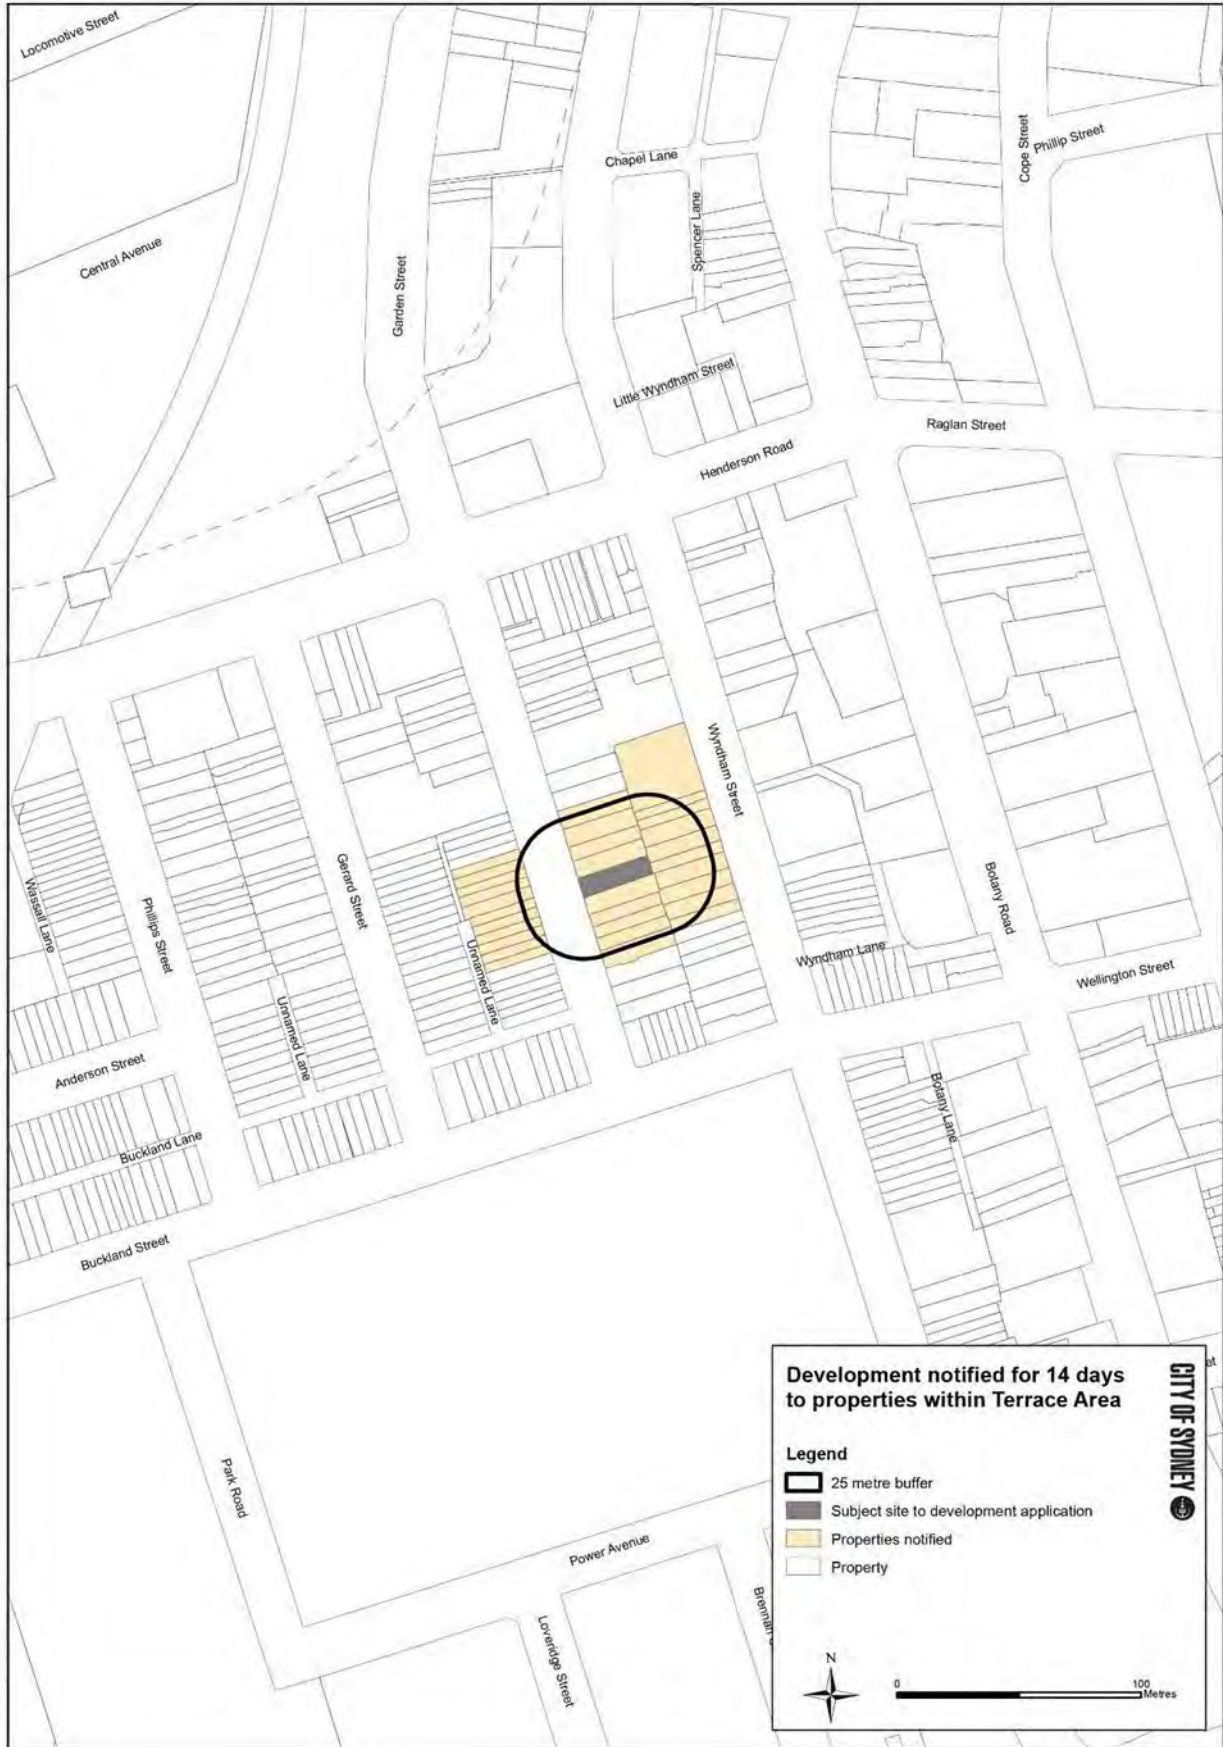 Locomotive Street
Cope Street
Phillip Street
Chapel Lane
Spencer Lane
Central Avenue
Garden Street
Little Wyndham Street
Raglan Street
Henderson Road
Wyndham Street
Gerard Street
Botany Road
Wassall Lane
Phillips Street
Unnamed Lane
Wyndham Lane
Wellington Street
Unnamed Lane
Anderson Street
Botany Lane
Buckland Lane
Buckland Street
Park Road
Power Avenue
Loveridge Street
Development notified for 14 days
to properties within Terrace Area
CITY OF SYDNEY
Legend
25 metre buffer
Subject site to development application
Properties notified
Property
N
0 100
Metres